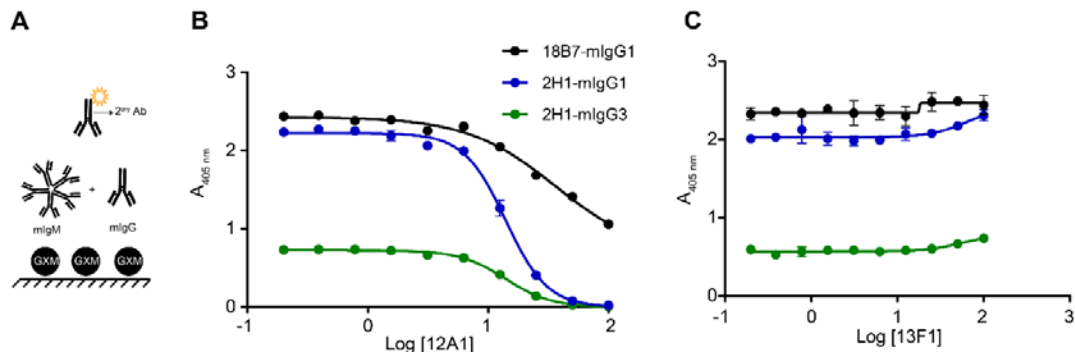 A
2ᵃʳʸ Ab
+
mIgM
mIgG
GXM
GXM
GXM
B
18B7-mIgG1
2H1-mIgG1
2H1-mIgG3
3
2
1
0
A405 nm
-1
0
1
2
Log [12A1]
C
3
2
1
0
A405 nm
-1
0
1
2
3
Log [13F1]